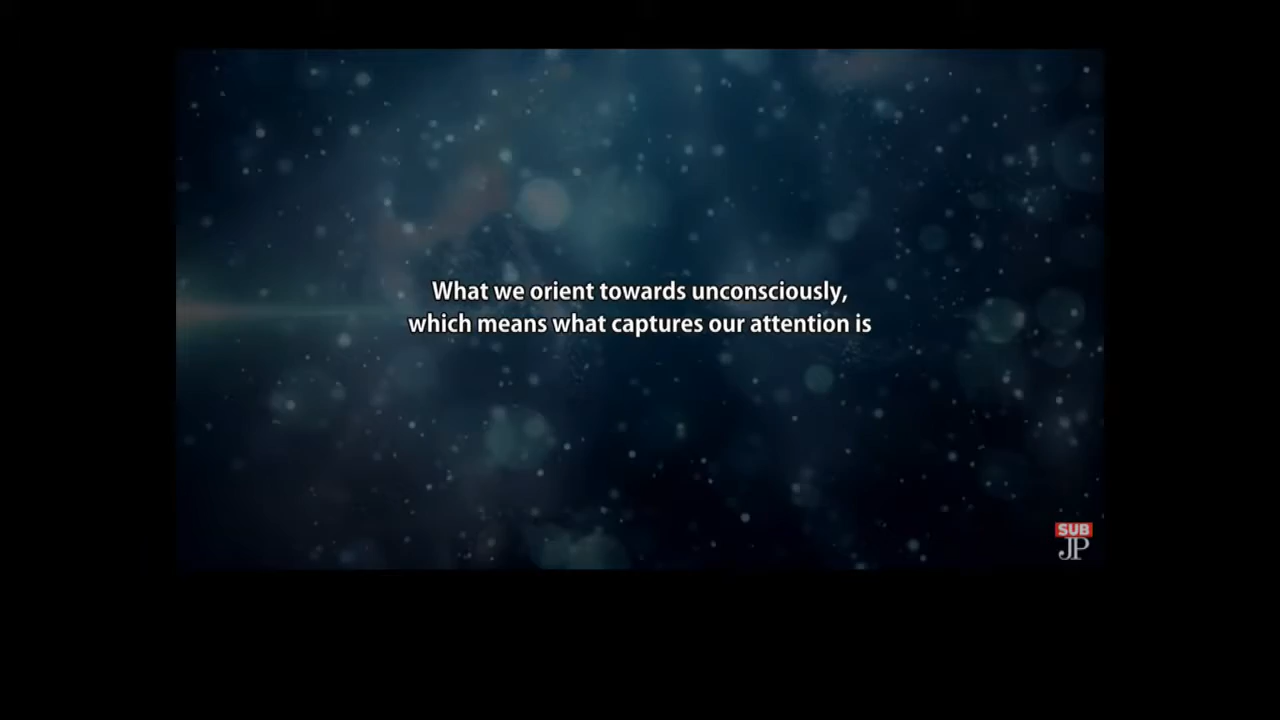 What we orient towards unconsciously,
which means what captures our attention is
SUB
JP